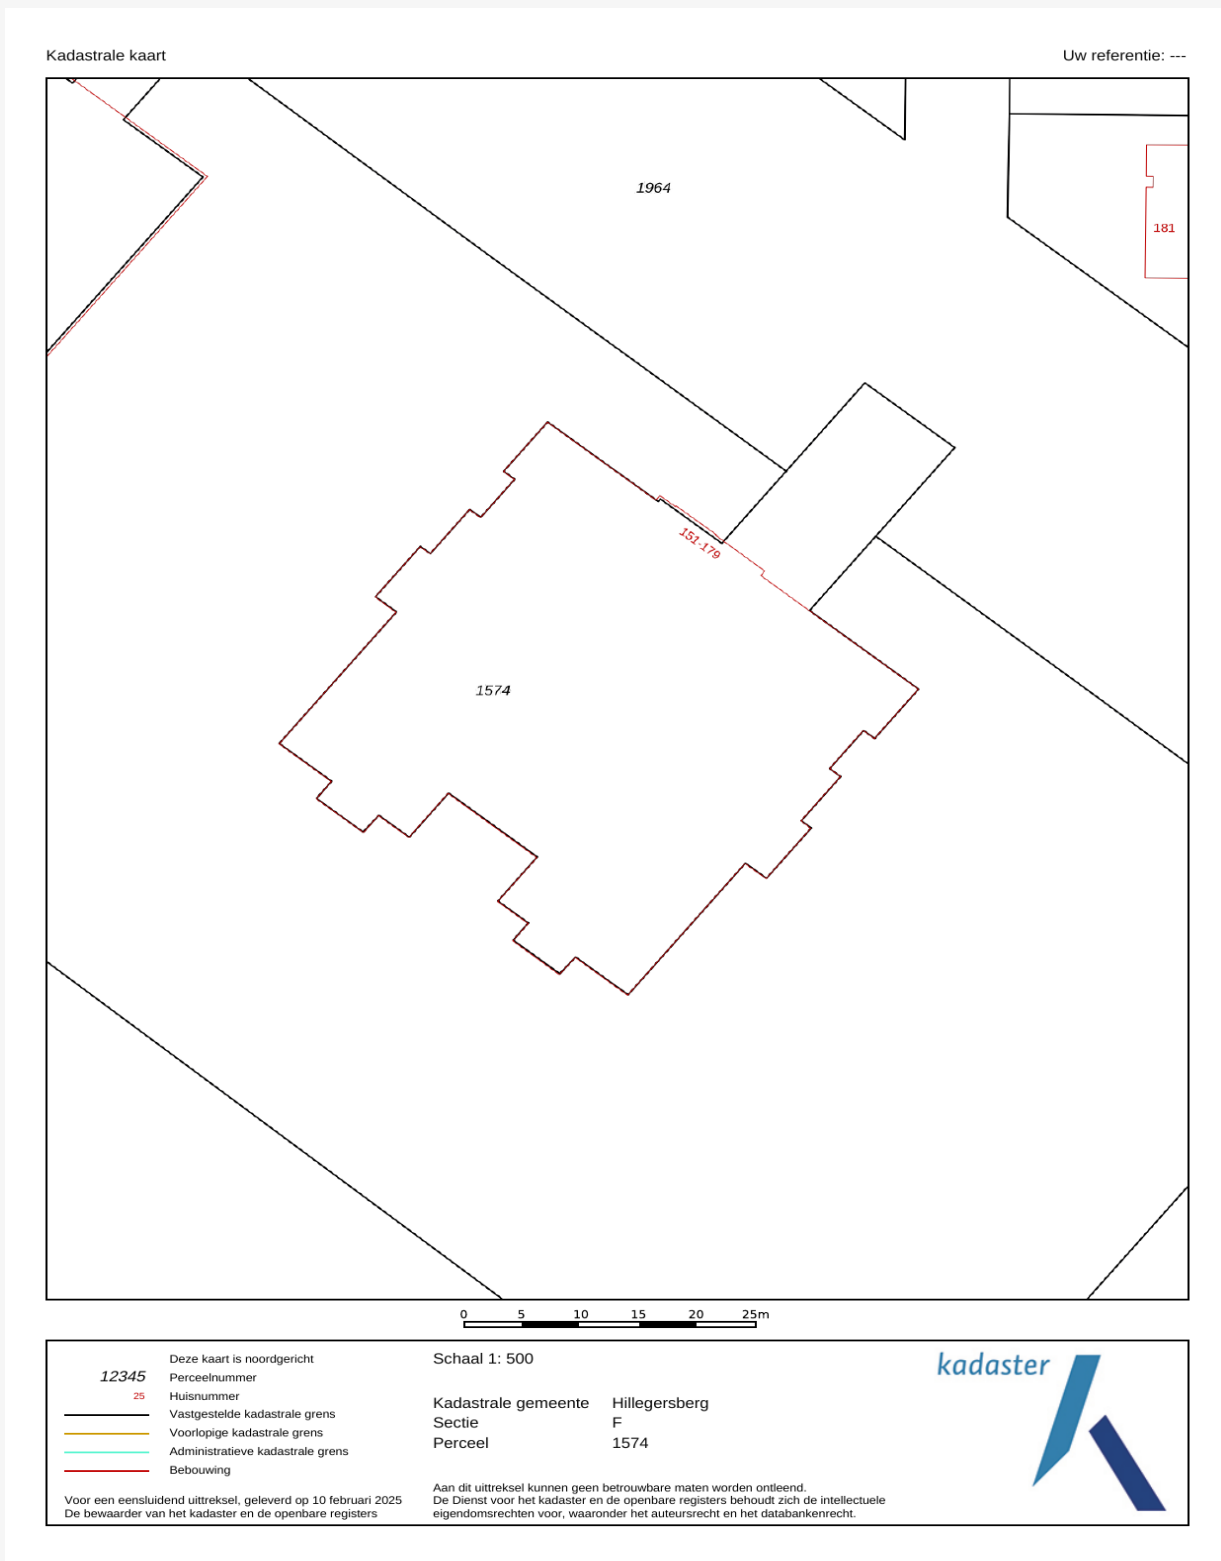 Kadastrale kaart
Uw referentie: ---
1964
181
151-179
1574
0 5 10 15 20 25m
12345
25
Deze kaart is noordgericht
Perceelnummer
Huisnummer
Vastgestelde kadastrale grens
Voorlopige kadastrale grens
Administratieve kadastrale grens
Bebouwing
Voor een eensluidend uittreksel, geleverd op 10 februari 2025
De bewaarder van het kadaster en de openbare registers
Schaal 1: 500
Kadastrale gemeente Hillegersberg
Sectie F
Perceel 1574
Aan dit uittreksel kunnen geen betrouwbare maten worden ontleend.
De Dienst voor het kadaster en de openbare registers behoudt zich de intellectuele
eigendomsrechten voor, waaronder het auteursrecht en het databankenrecht.
kadaster